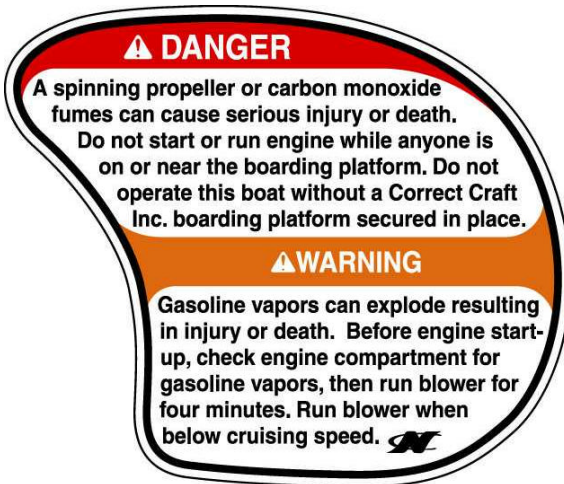 DANGER
A spinning propeller or carbon monoxide
fumes can cause serious injury or death.
Do not start or run engine while anyone is
on or near the boarding platform. Do not
operate this boat without a Correct Craft
Inc. boarding platform secured in place.
WARNING
Gasoline vapors can explode resulting
in injury or death. Before engine start-
up, check engine compartment for
gasoline vapors, then run blower for
four minutes. Run blower when
below cruising speed.